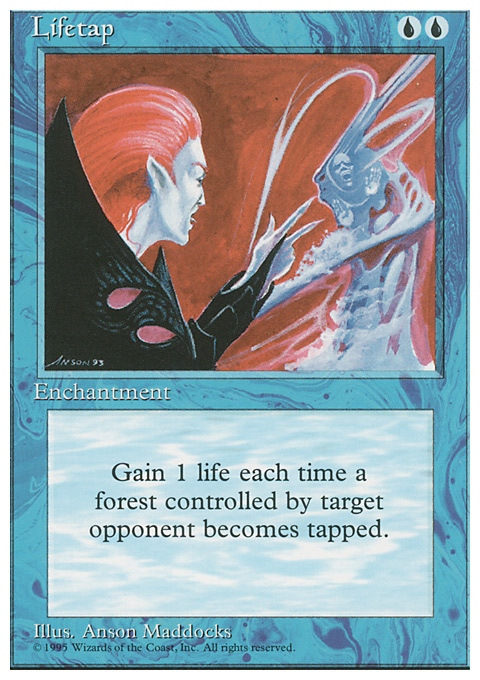 Lifetap
ANSON 93
Enchantment
Gain 1 life each time a
forest controlled by target
opponent becomes tapped.
Illus. Anson Maddocks
© 1995 Wizards of the Coast, Inc. All rights reserved.